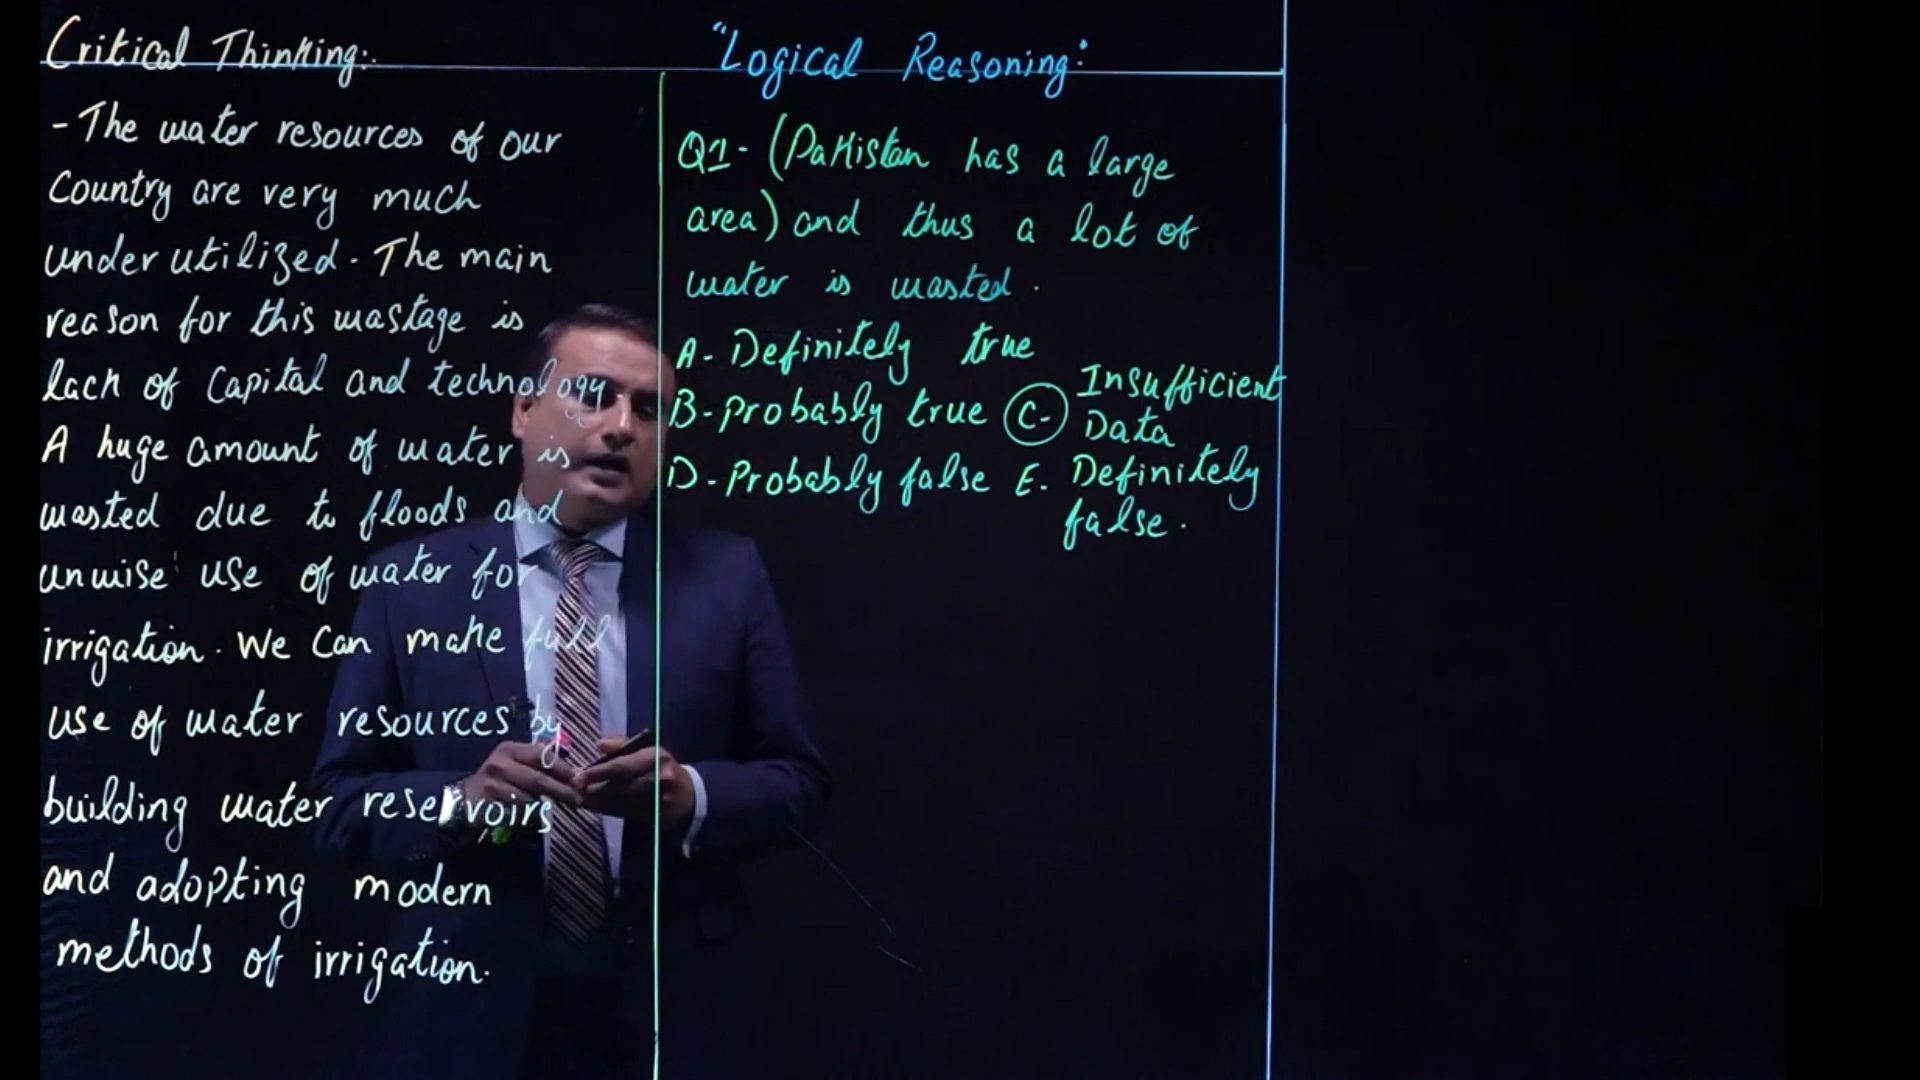 Critical Thinking:.
- The water resources of our
Country are very much
under utilized. The main
reason for this wastage is
lack of Capital and technology.
A huge amount of water is
wasted due to floods and
unwise use of water for
irrigation. We Can make full
use of water resources by
building water reservoirs
and adopting modern
methods of irrigation.
"Logical Reasoning:
Q1- (Pakistan has a large
area) and thus a lot of
water is wasted.
A- Definitely true
B- Probably true C- Insufficient
Data
D- Probably false E. Definitely
false.